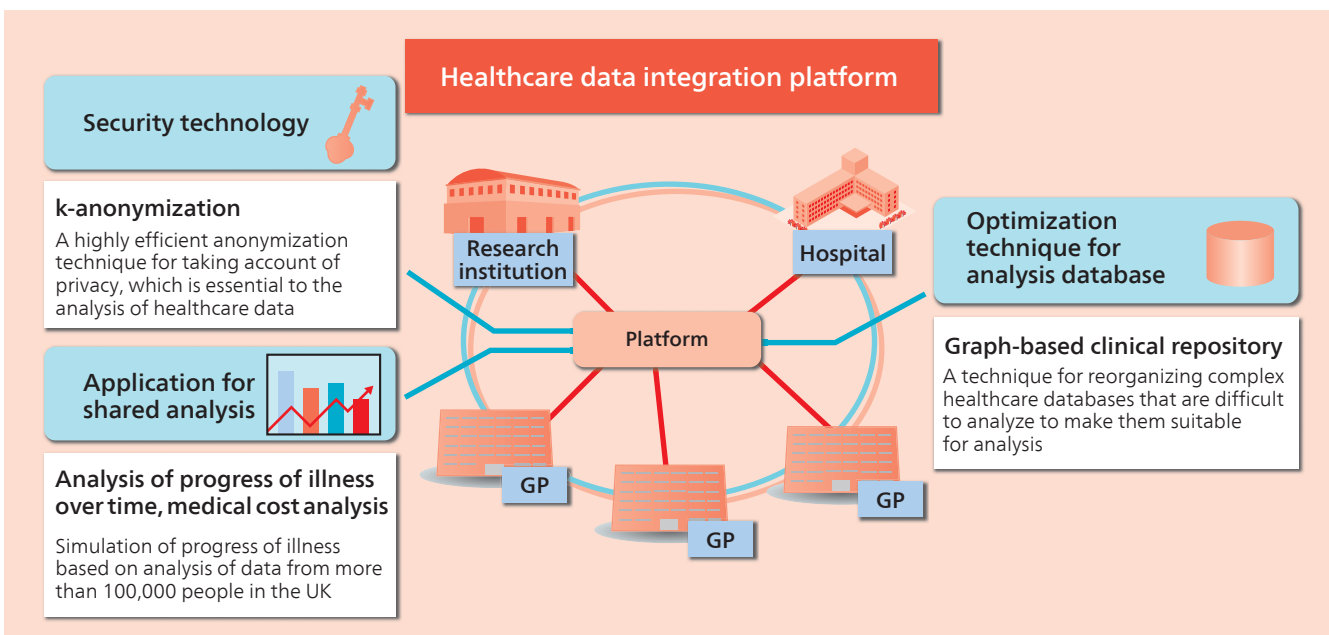 Healthcare data integration platform
Security technology
k-anonymization
A highly efficient anonymization
technique for taking account of
privacy, which is essential to the
analysis of healthcare data
Application for
shared analysis
Analysis of progress of illness
over time, medical cost analysis
Simulation of progress of illness
based on analysis of data from more
than 100,000 people in the UK
Research
institution
Hospital
Platform
GP
GP
GP
Optimization
technique for
analysis database
Graph-based clinical repository
A technique for reorganizing complex
healthcare databases that are difficult
to analyze to make them suitable
for analysis